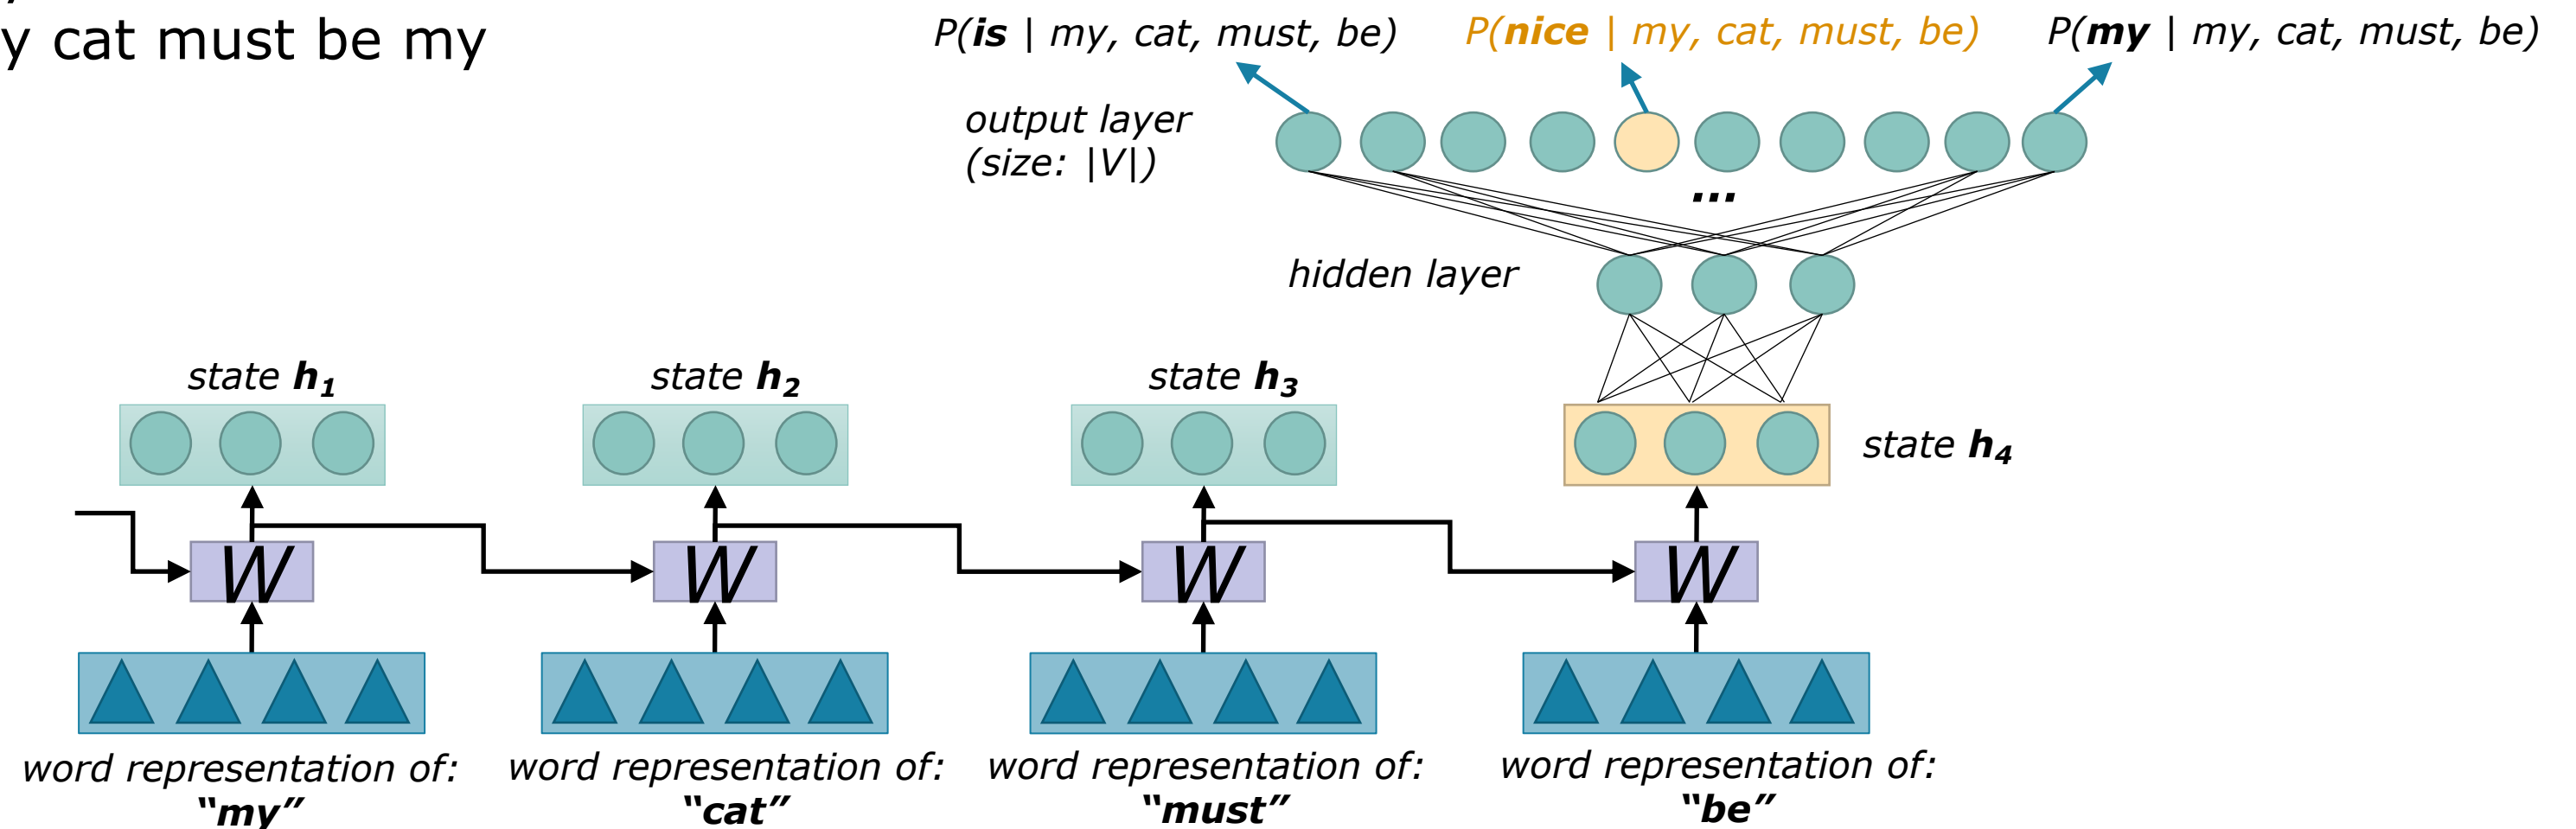 y cat must be my
P(is | my, cat, must, be)
P(nice | my, cat, must, be)
P(my | my, cat, must, be)
output layer
(size: |V|)
...
hidden layer
state h1
state h2
state h3
state h4
W
W
W
W
word representation of:
“my”
word representation of:
“cat”
word representation of:
“must”
word representation of:
“be”